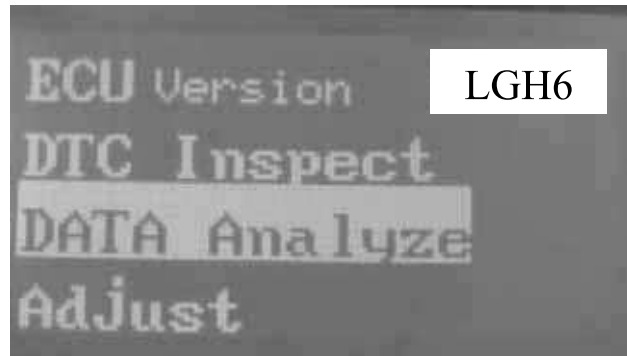 ECU Version
LGH6
DTC Inspect
DATA Analyze
Adjust